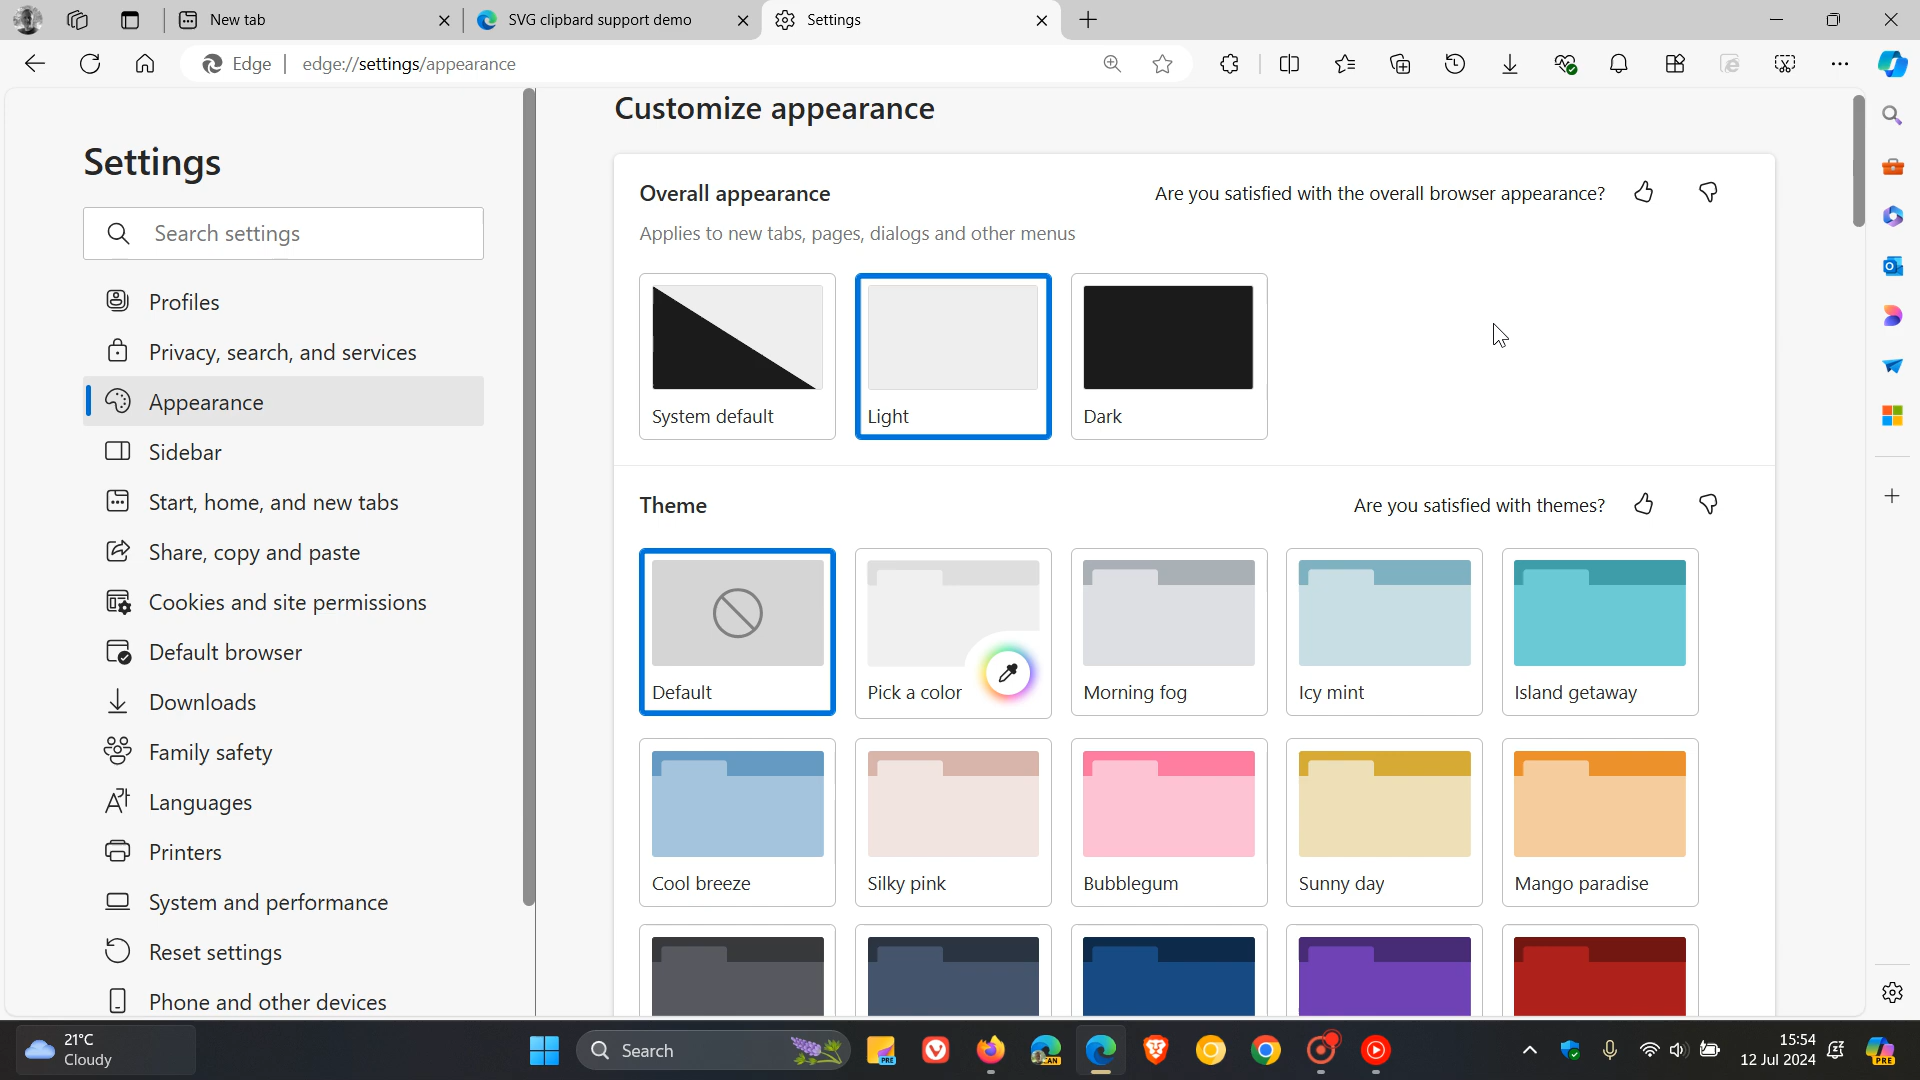 New tab
SVG clipbard support demo
Settings
Edge
edge://settings/appearance
Settings
Search settings
Profiles
Privacy, search, and services
Appearance
Sidebar
Start, home, and new tabs
Share, copy and paste
Cookies and site permissions
Default browser
Downloads
Family safety
Languages
Printers
System and performance
Reset settings
Phone and other devices
Customize appearance
Overall appearance
Are you satisfied with the overall browser appearance?
Applies to new tabs, pages, dialogs and other menus
System default
Light
Dark
Theme
Are you satisfied with themes?
Default
Pick a color
Morning fog
Icy mint
Island getaway
Cool breeze
Silky pink
Bubblegum
Sunny day
Mango paradise
21°C
Cloudy
Search
PRE
CAN
15:54
12 Jul 2024
PRE